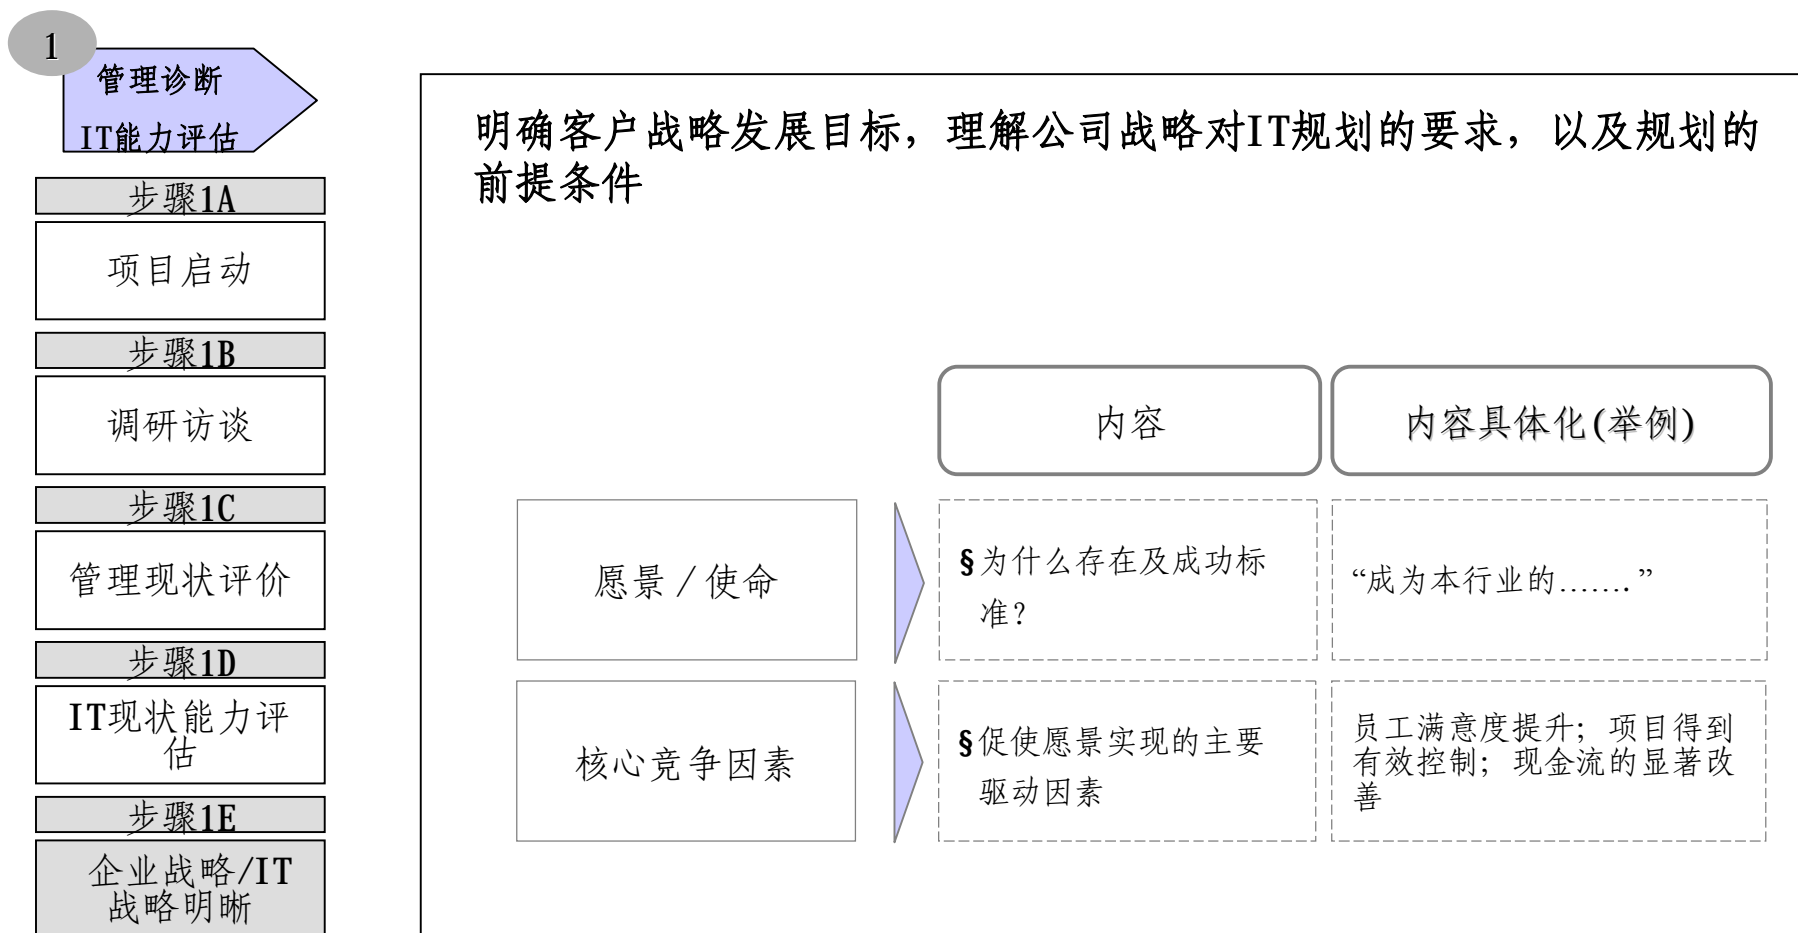 1
管理诊断
IT能力评估
步骤1A
项目启动
步骤1B
调研访谈
步骤1C
管理现状评价
步骤1D
IT现状能力评
估
步骤1E
企业战略/IT
战略明晰
明确客户战略发展目标，理解公司战略对IT规划的要求，以及规划的
前提条件
内容
内容具体化(举例)
愿景／使命
§为什么存在及成功标
准？
“成为本行业的.......”
核心竞争因素
§促使愿景实现的主要
驱动因素
员工满意度提升；项目得到
有效控制；现金流的显著改
善